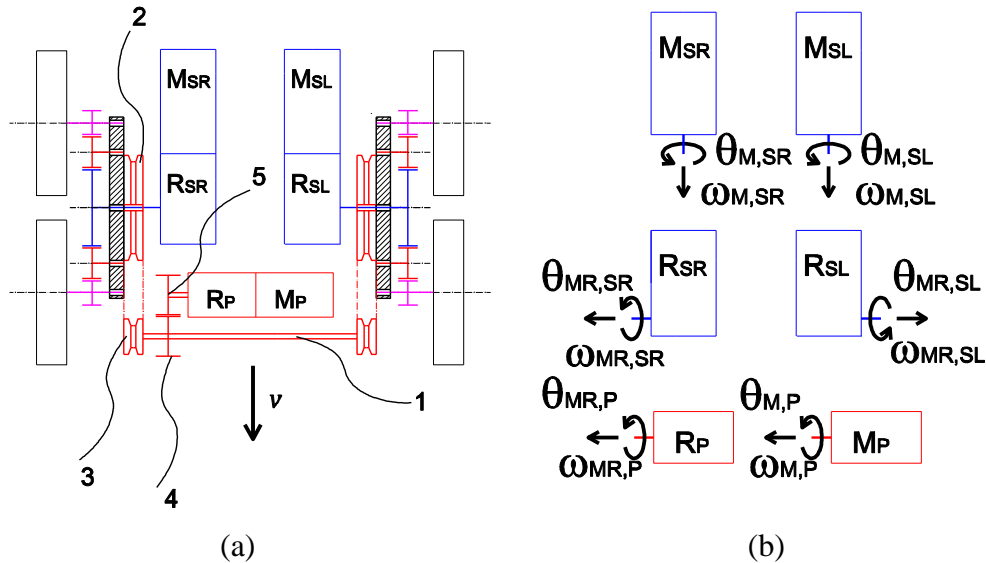 2
MSR
MSL
RSR
RSL
5
RP
MP
ν
1
3
4
(a)
MSR
MSL
θM,SR
θM,SL
ωM,SR
ωM,SL
RSR
RSL
θMR,SR
θMR,SL
ωMR,SR
ωMR,SL
θMR,P
θM,P
RP
MP
ωMR,P
ωM,P
(b)